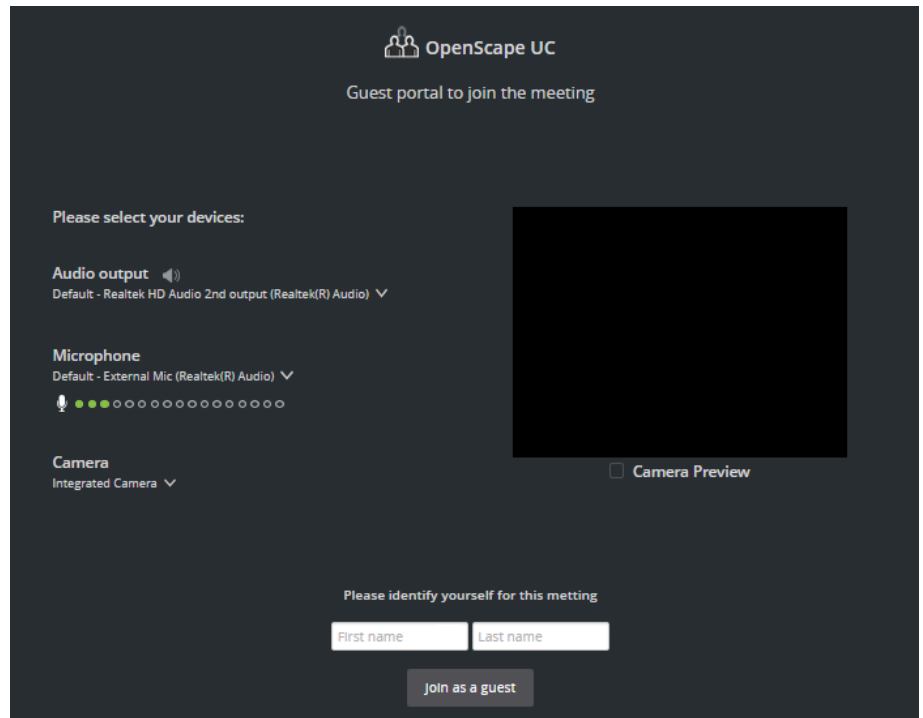 OpenScape UC
Guest portal to join the meeting
Please select your devices:
Audio output
Default - Realtek HD Audio 2nd output (Realtek(R) Audio)
Microphone
Default - External Mic (Realtek(R) Audio)
Camera
Integrated Camera
Camera Preview
Please identify yourself for this metting
First name Last name
Join as a guest